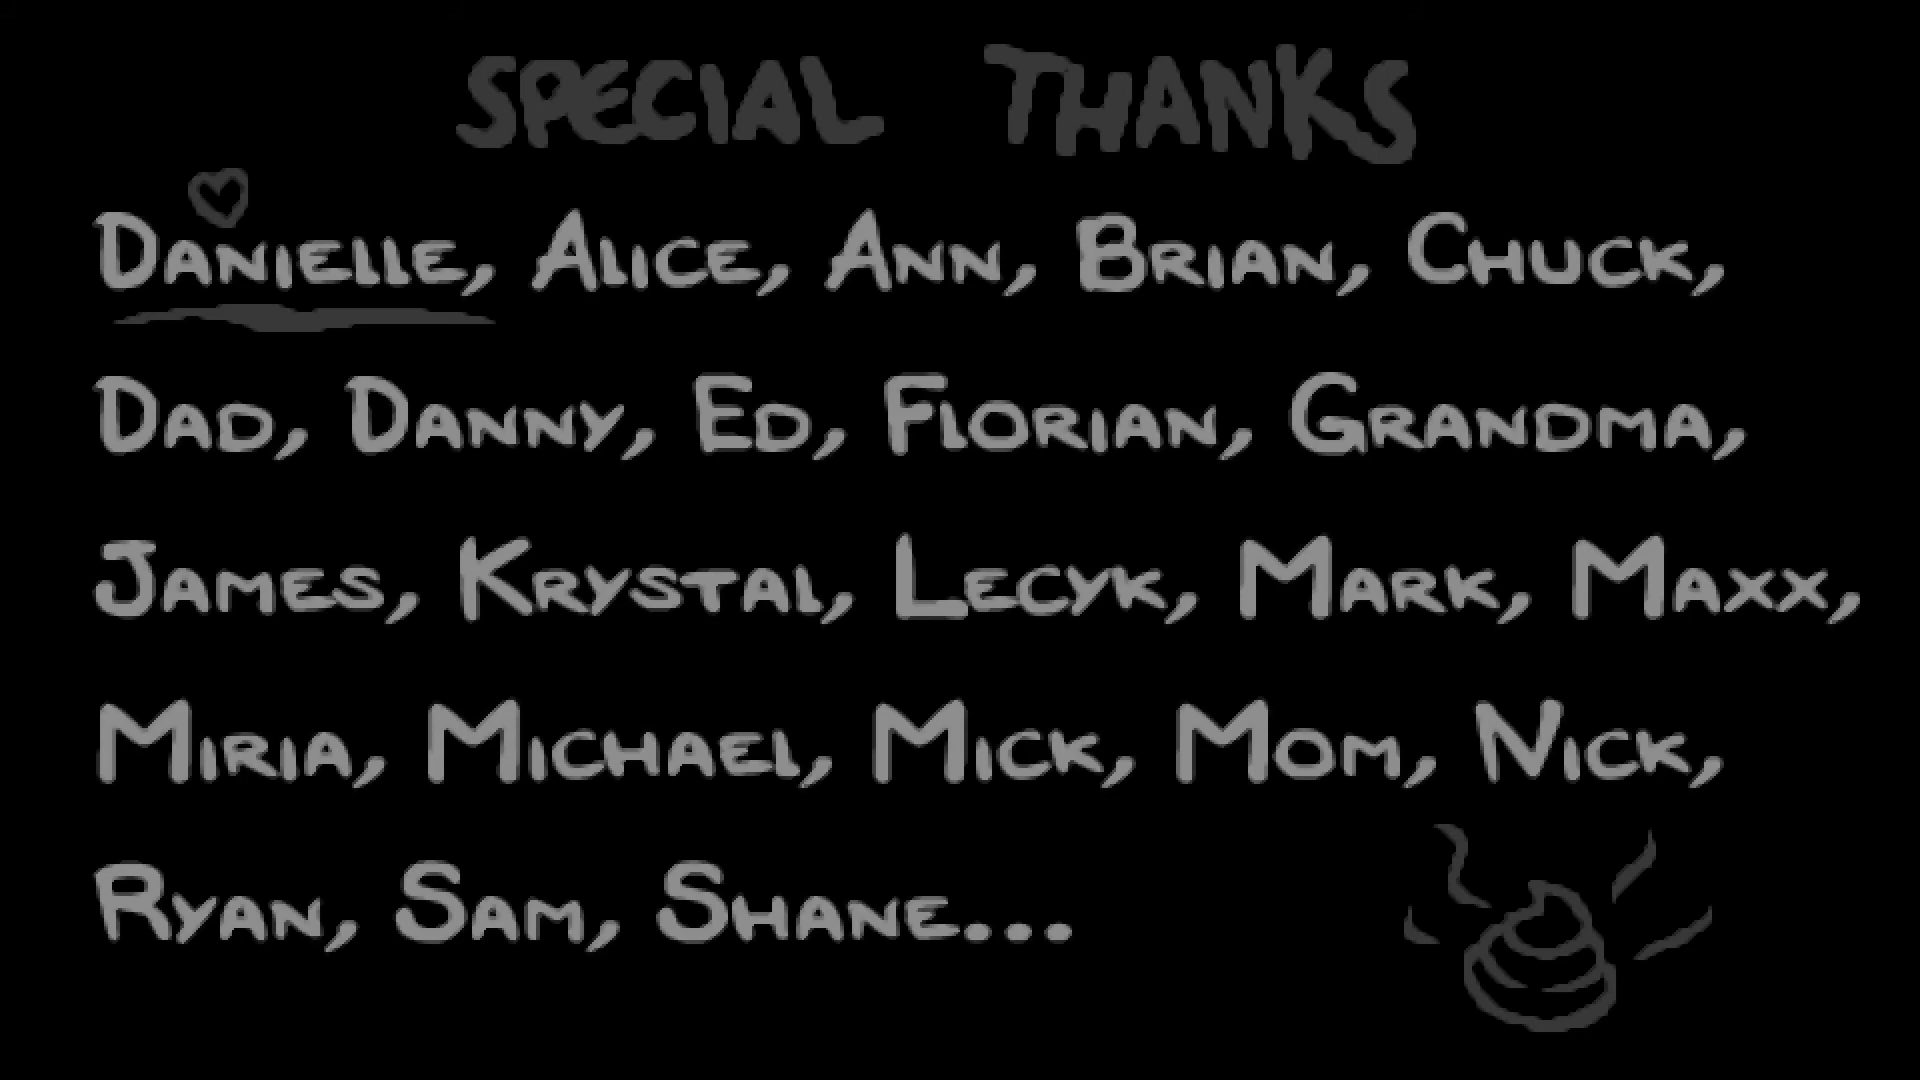 SPECIAL THANKS
Danielle, Alice, Ann, Brian, Chuck,
Dad, Danny, Ed, Florian, Grandma,
James, Krystal, Lecyk, Mark, Maxx,
Miria, Michael, Mick, Mom, Nick,
Ryan, Sam, Shane...